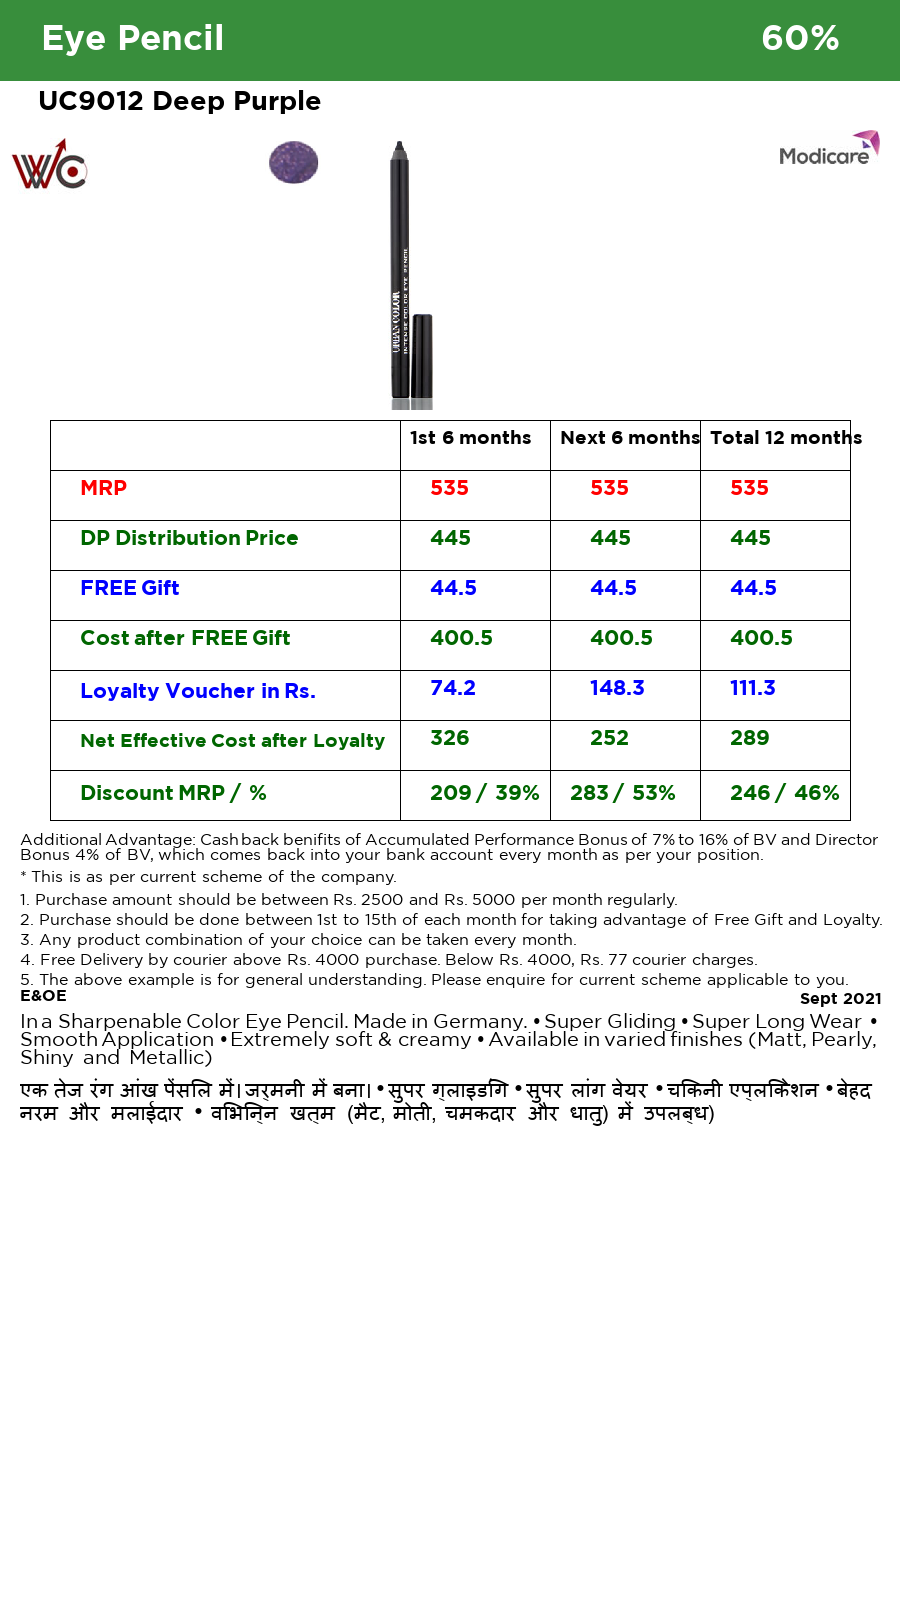 Eye Pencil 60%
UC9012 Deep Purple
WC
Modicare
URBAN COLOR
INTENSE COLOR EYE PENCIL
1st 6 months Next 6 months Total 12 months
MRP 535 535 535
DP Distribution Price 445 445 445
FREE Gift 44.5 44.5 44.5
Cost after FREE Gift 400.5 400.5 400.5
Loyalty Voucher in Rs. 74.2 148.3 111.3
Net Effective Cost after Loyalty 326 252 289
Discount MRP / % 209 / 39% 283 / 53% 246 / 46%
Additional Advantage: Cash back benifits of Accumulated Performance Bonus of 7% to 16% of BV and Director
Bonus 4% of BV, which comes back into your bank account every month as per your position.
* This is as per current scheme of the company.
1. Purchase amount should be between Rs. 2500 and Rs. 5000 per month regularly.
2. Purchase should be done between 1st to 15th of each month for taking advantage of Free Gift and Loyalty.
3. Any product combination of your choice can be taken every month.
4. Free Delivery by courier above Rs. 4000 purchase. Below Rs. 4000, Rs. 77 courier charges.
5. The above example is for general understanding. Please enquire for current scheme applicable to you.
E&OE Sept 2021
In a Sharpenable Color Eye Pencil. Made in Germany. • Super Gliding • Super Long Wear •
Smooth Application • Extremely soft & creamy • Available in varied finishes (Matt, Pearly,
Shiny and Metallic)
एक तेज रंग आंख पेंसिल में। जर्मनी में बना। • सुपर ग्लाइडिंग • सुपर लांग वेयर • चिकनी एप्लिकेशन • बेहद
नरम और मलाईदार • विभिन्न खत्म (मैट, मोती, चमकदार और धातु) में उपलब्ध)